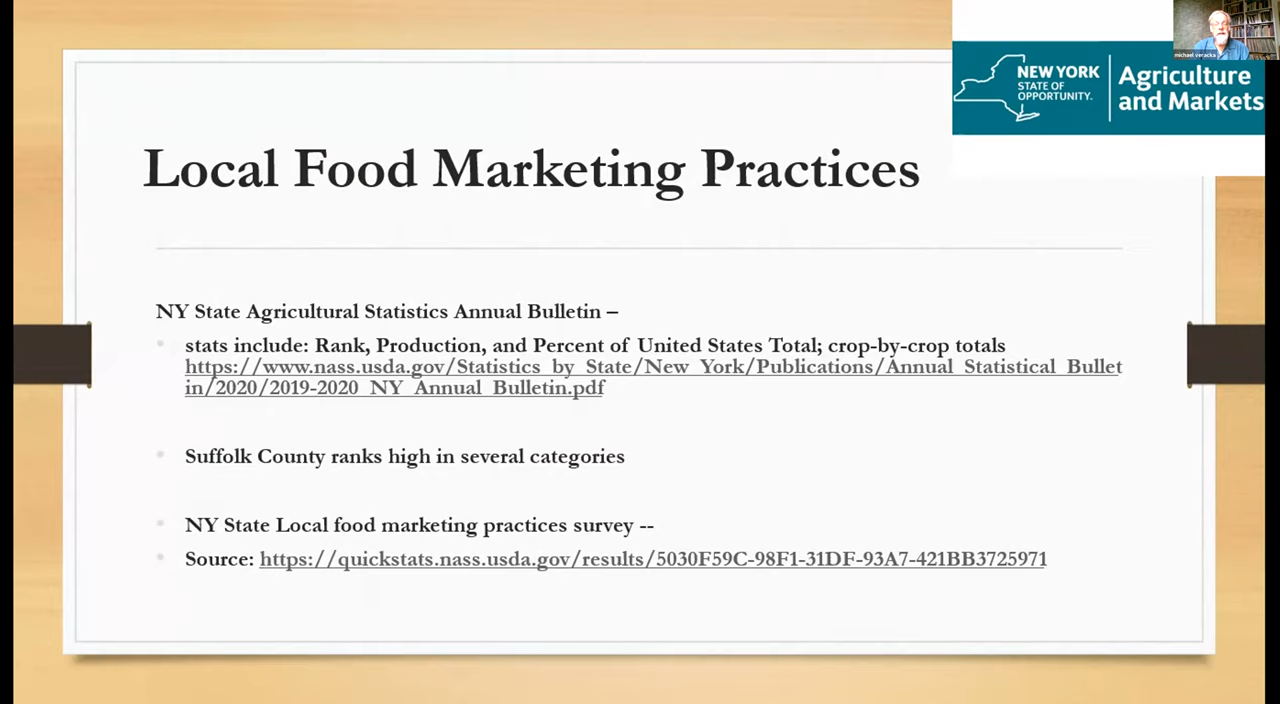 michael veracka
NEW YORK
STATE OF
OPPORTUNITY.
Agriculture
and Markets
Local Food Marketing Practices
NY State Agricultural Statistics Annual Bulletin –
stats include: Rank, Production, and Percent of United States Total; crop-by-crop totals
https://www.nass.usda.gov/Statistics_by_State/New_York/Publications/Annual_Statistical_Bullet
in/2020/2019-2020_NY_Annual_Bulletin.pdf
Suffolk County ranks high in several categories
NY State Local food marketing practices survey --
Source: https://quickstats.nass.usda.gov/results/5030F59C-98F1-31DF-93A7-421BB3725971